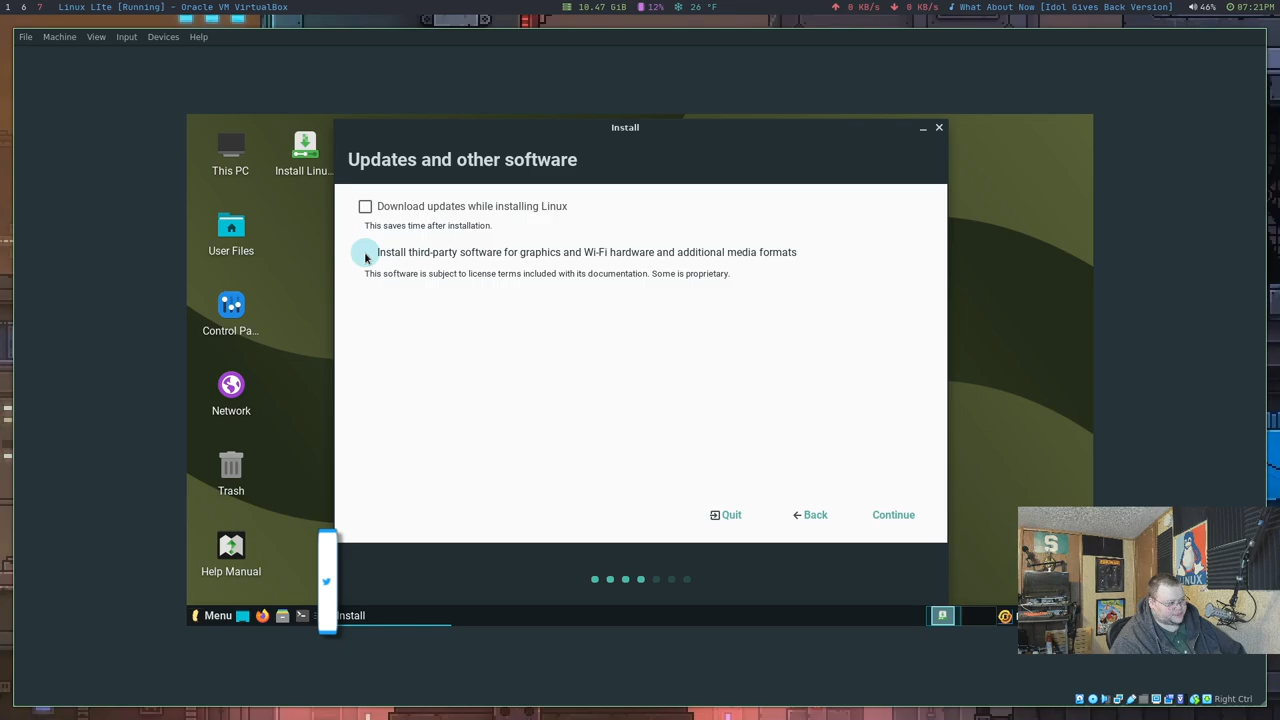 1 6 7 Linux LIte [Running] - Oracle VM VirtualBox 10.47 GiB 12% 26 °F 0 KB/s 0 KB/s What About Now [Idol Gives Back Version] 46% 07:21PM
File Machine View Input Devices Help
Install
Updates and other software
Download updates while installing Linux
This saves time after installation.
Install third-party software for graphics and Wi-Fi hardware and additional media formats
This software is subject to license terms included with its documentation. Some is proprietary.
Quit Back Continue
This PC
Install Linu...
User Files
Control Pa...
Network
Trash
Help Manual
Menu
Install
S
LINUX
Right Ctrl